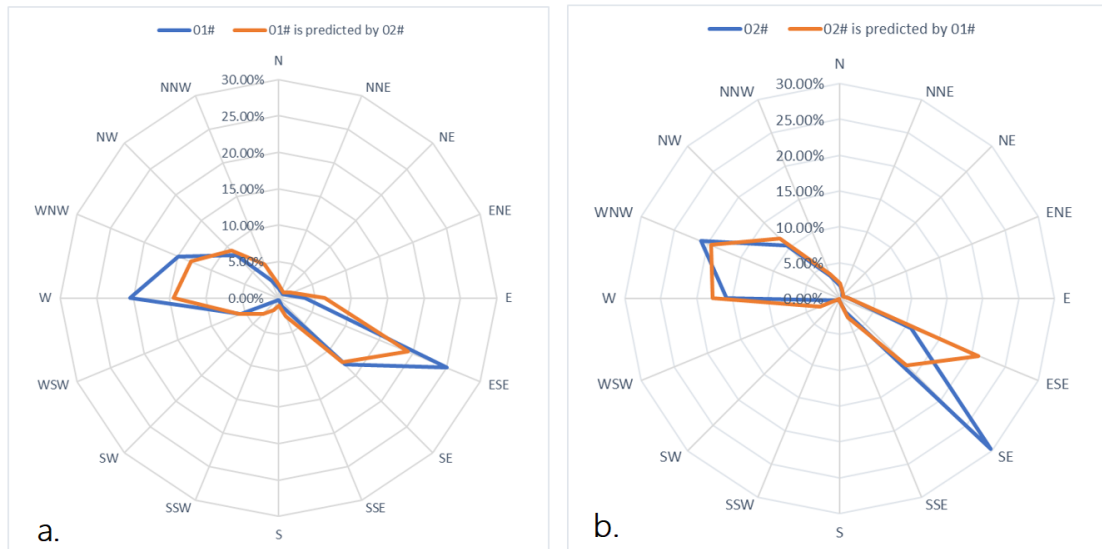 01# 01# is predicted by 02#
N
NNE
NE
ENE
E
ESE
SE
SSE
S
SSW
SW
WSW
W
WNW
NW
NNW
30.00%
25.00%
20.00%
15.00%
10.00%
5.00%
0.00%
a.
02# 02# is predicted by 01#
N
NNE
NE
ENE
E
ESE
SE
SSE
S
SSW
SW
WSW
W
WNW
NW
NNW
30.00%
25.00%
20.00%
15.00%
10.00%
5.00%
0.00%
b.